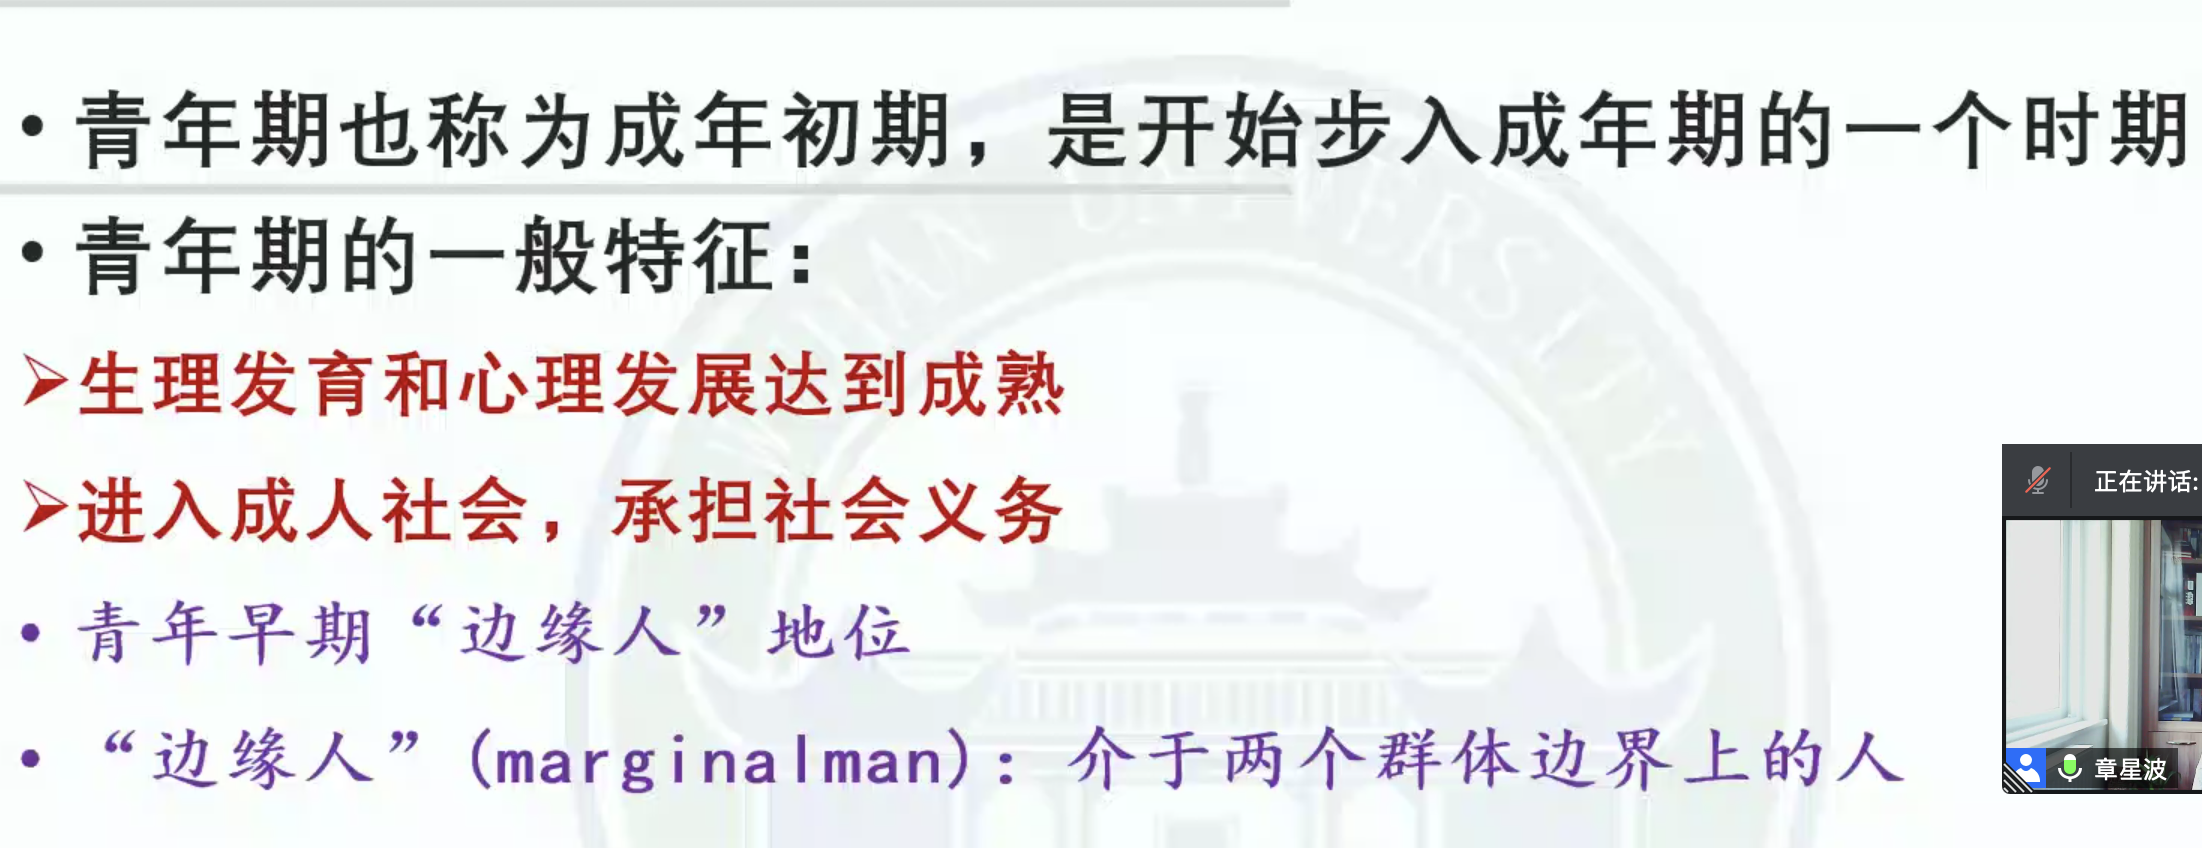 • 青年期也称为成年初期，是开始步入成年期的一个时期
• 青年期的一般特征：
➢生理发育和心理发展达到成熟
➢进入成人社会，承担社会义务
• 青年早期“边缘人”地位
• “边缘人”(marginalman)：介于两个群体边界上的人
WUHAN UNIVERSITY
正在讲话:
章星波